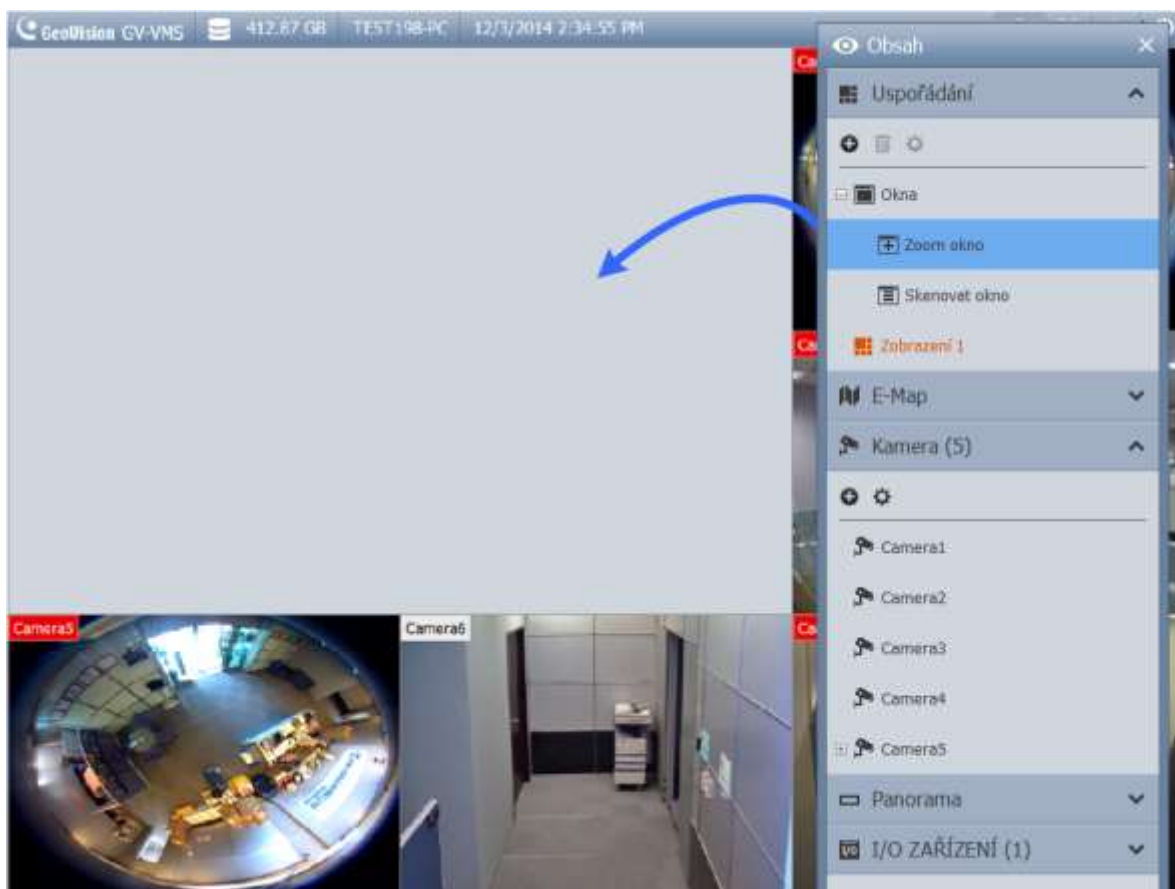 GeoVision GV-VMS 412.87 GB TEST198-PC 12/3/2014 2:34:55 PM
Obsah
Uspořádání
Okna
Zoom okno
Skenovat okno
Zobrazení 1
E-Map
Kamera (5)
Camera1
Camera2
Camera3
Camera4
Camera5
Panorama
I/O ZAŘÍZENÍ (1)
Camera5
Camera6